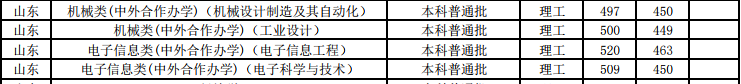 山东 机械类(中外合作办学)（机械设计制造及其自动化） 本科普通批 理工 497 450
山东 机械类(中外合作办学)（工业设计） 本科普通批 理工 500 449
山东 电子信息类(中外合作办学)（电子信息工程） 本科普通批 理工 520 463
山东 电子信息类(中外合作办学)（电子科学与技术） 本科普通批 理工 509 450